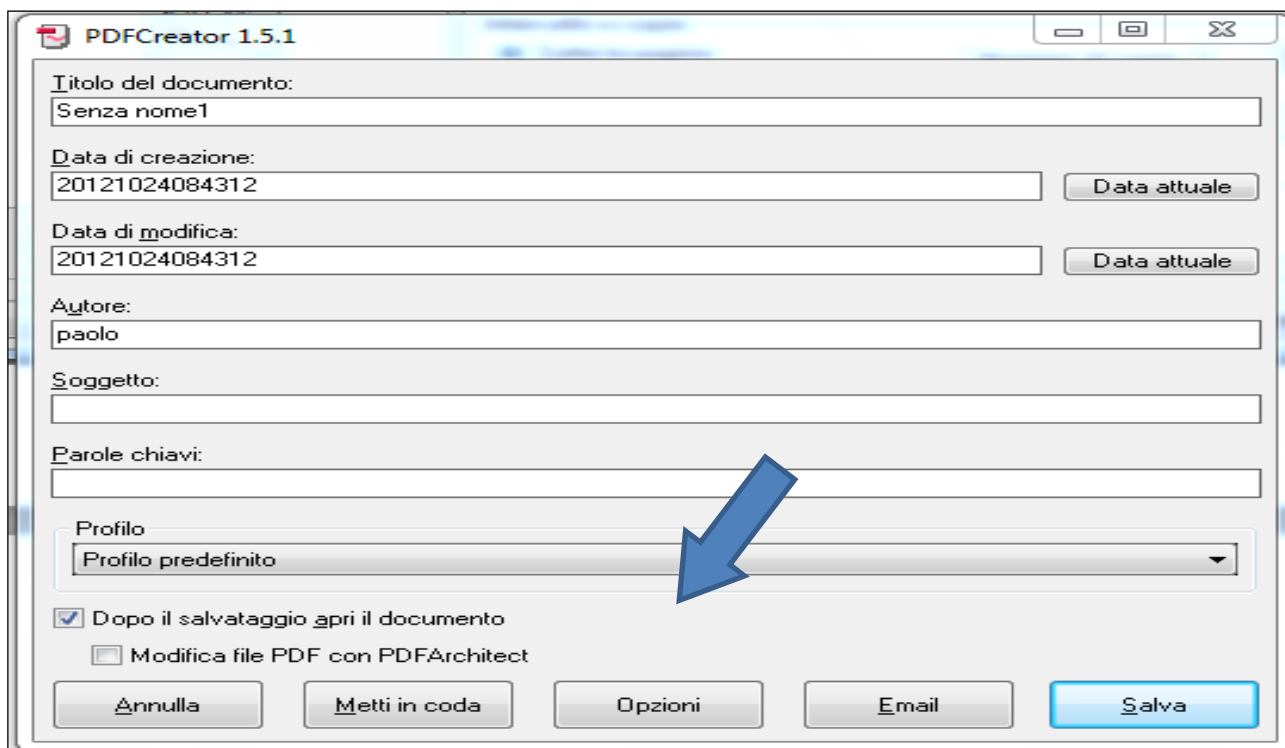 PDFCreator 1.5.1
Titolo del documento:
Senza nome1
Data di creazione:
20121024084312
Data attuale
Data di modifica:
20121024084312
Data attuale
Autore:
paolo
Soggetto:
Parole chiavi:
Profilo
Profilo predefinito
Dopo il salvataggio apri il documento
Modifica file PDF con PDFArchitect
Annulla
Metti in coda
Opzioni
Email
Salva